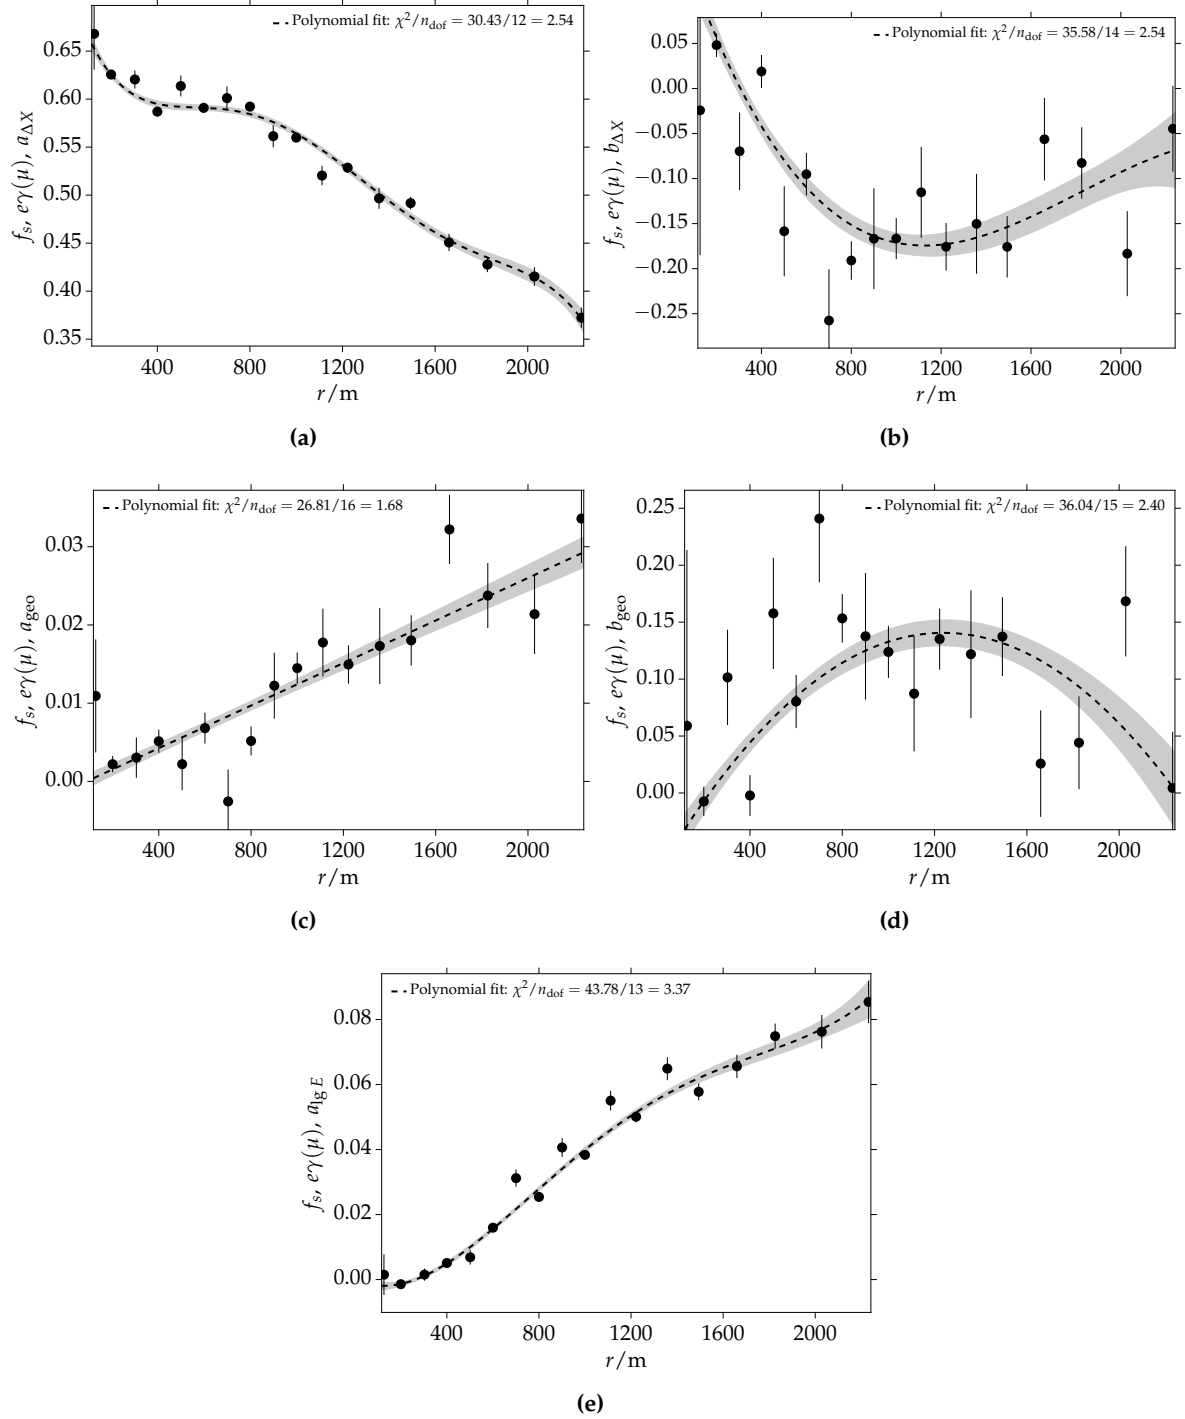 Polynomial fit: χ²/n_dof = 30.43/12 = 2.54
0.65
0.60
0.55
0.50
0.45
0.40
0.35
f_s, eγ(μ), a_ΔX
400 800 1200 1600 2000
r/m
(a)
Polynomial fit: χ²/n_dof = 35.58/14 = 2.54
0.05
0.00
−0.05
−0.10
−0.15
−0.20
−0.25
f_s, eγ(μ), b_ΔX
400 800 1200 1600 2000
r/m
(b)
Polynomial fit: χ²/n_dof = 26.81/16 = 1.68
0.03
0.02
0.01
0.00
f_s, eγ(μ), a_geo
400 800 1200 1600 2000
r/m
(c)
Polynomial fit: χ²/n_dof = 36.04/15 = 2.40
0.25
0.20
0.15
0.10
0.05
0.00
f_s, eγ(μ), b_geo
400 800 1200 1600 2000
r/m
(d)
Polynomial fit: χ²/n_dof = 43.78/13 = 3.37
0.08
0.06
0.04
0.02
0.00
f_s, eγ(μ), a_lg E
400 800 1200 1600 2000
r/m
(e)